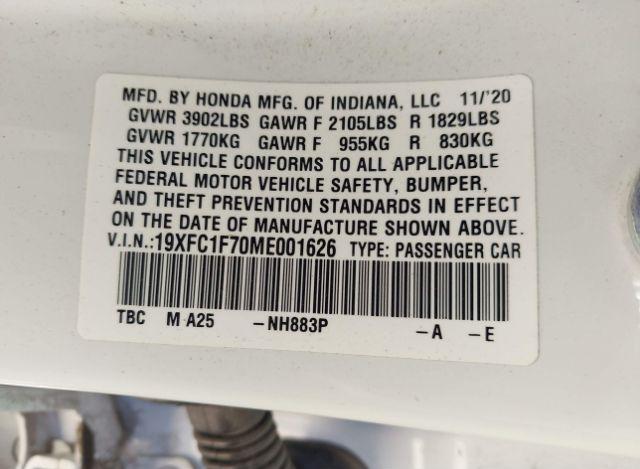 MFD. BY HONDA MFG. OF INDIANA, LLC 11/'20
GVWR 3902LBS GAWR F 2105LBS R 1829LBS
GVWR 1770KG GAWR F 955KG R 830KG
THIS VEHICLE CONFORMS TO ALL APPLICABLE
FEDERAL MOTOR VEHICLE SAFETY, BUMPER,
AND THEFT PREVENTION STANDARDS IN EFFECT
ON THE DATE OF MANUFACTURE SHOWN ABOVE.
V.I.N.:19XFC1F70ME001626 TYPE: PASSENGER CAR
TBC M A25 -NH883P -A -E